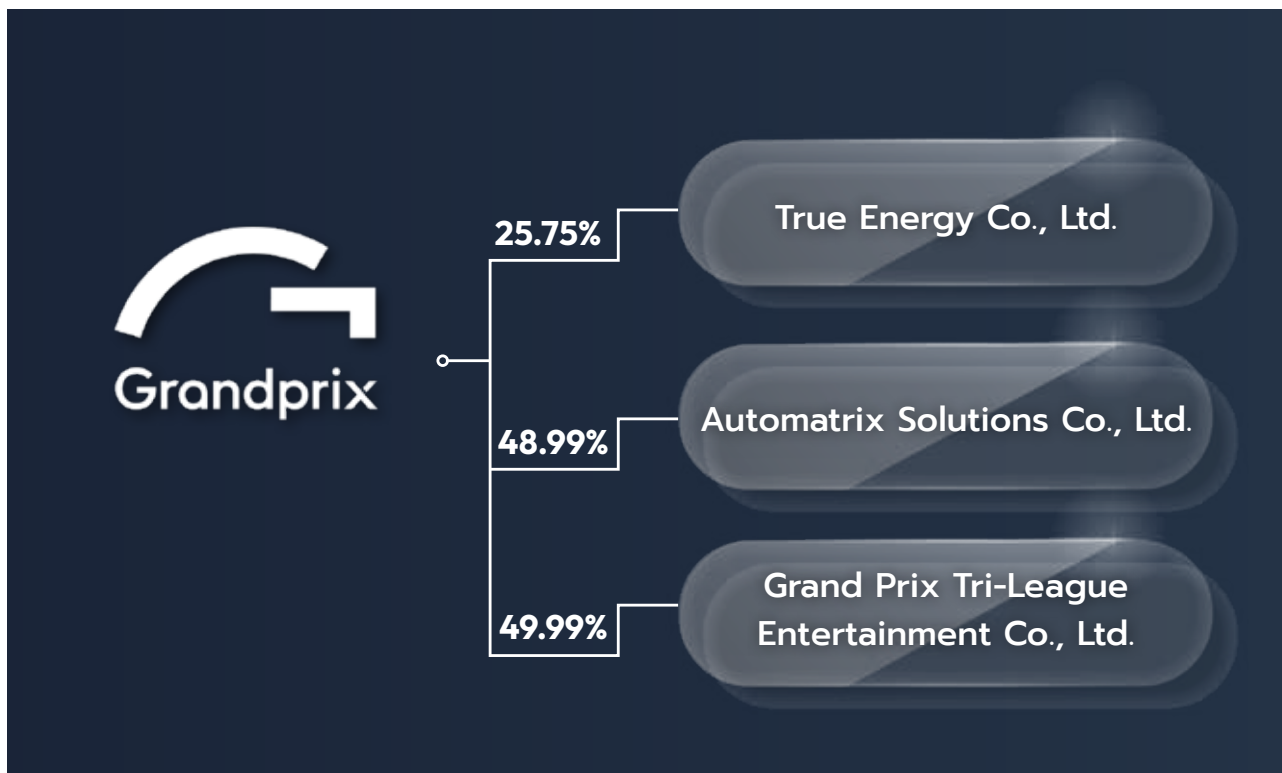 Grandprix
25.75%
True Energy Co., Ltd.
48.99%
Automatrix Solutions Co., Ltd.
49.99%
Grand Prix Tri-League
Entertainment Co., Ltd.